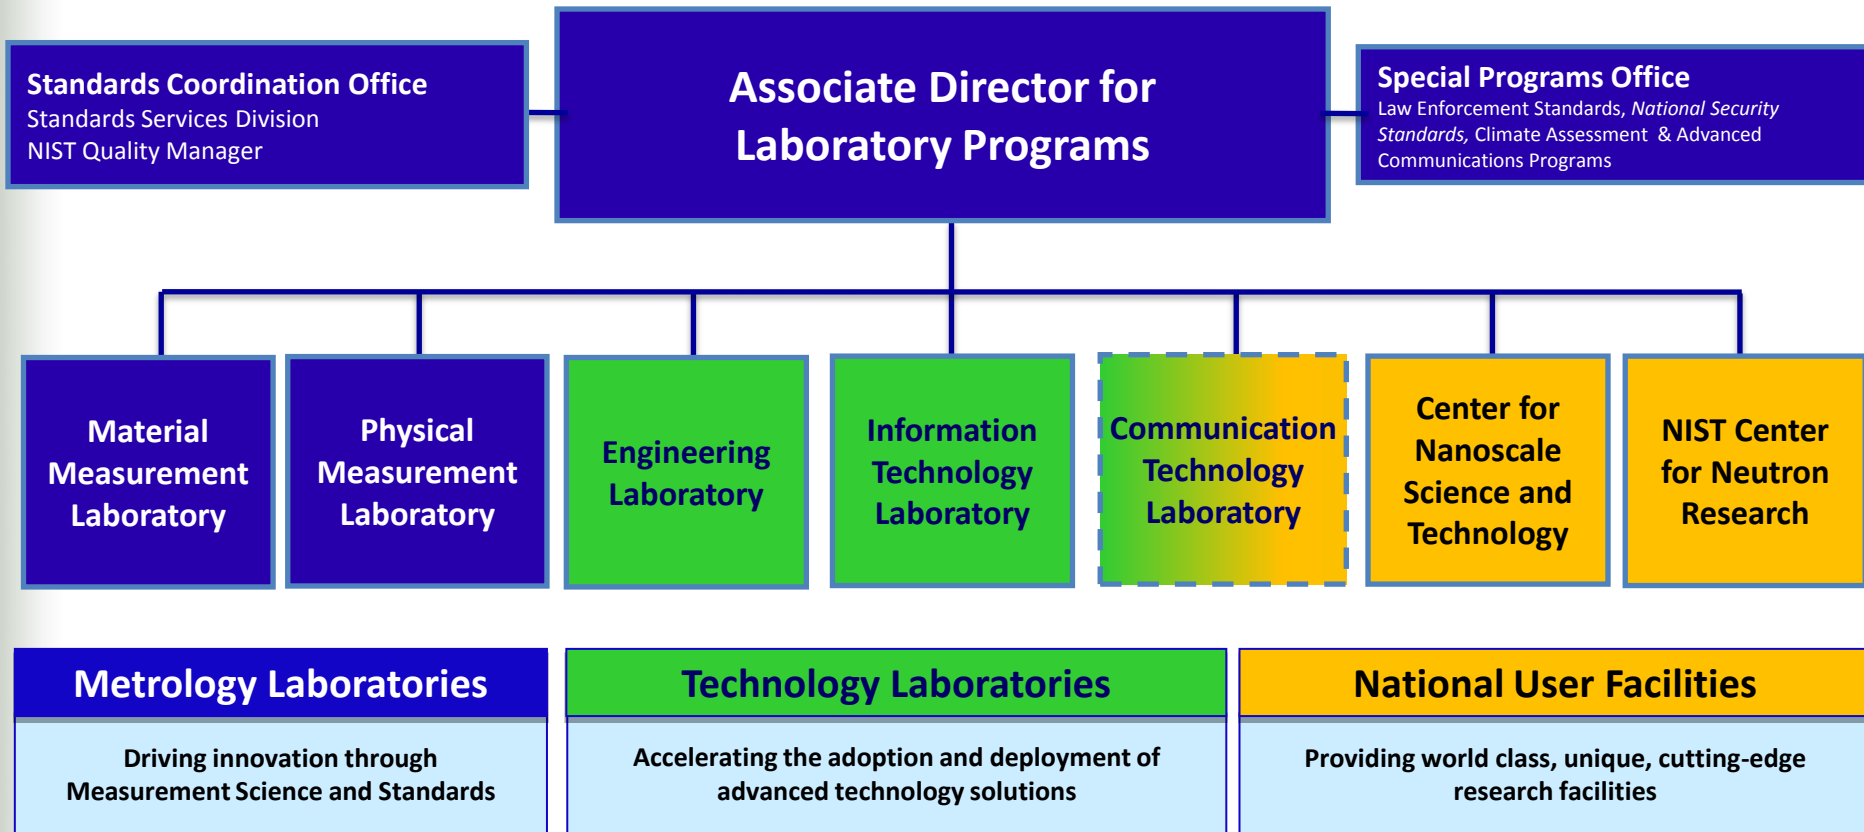 Standards Coordination Office
Standards Services Division
NIST Quality Manager
Associate Director for
Laboratory Programs
Special Programs Office
Law Enforcement Standards, National Security
Standards, Climate Assessment & Advanced
Communications Programs
Material
Measurement
Laboratory
Physical
Measurement
Laboratory
Engineering
Laboratory
Information
Technology
Laboratory
Communication
Technology
Laboratory
Center for
Nanoscale
Science and
Technology
NIST Center
for Neutron
Research
Metrology Laboratories
Driving innovation through
Measurement Science and Standards
Technology Laboratories
Accelerating the adoption and deployment of
advanced technology solutions
National User Facilities
Providing world class, unique, cutting-edge
research facilities